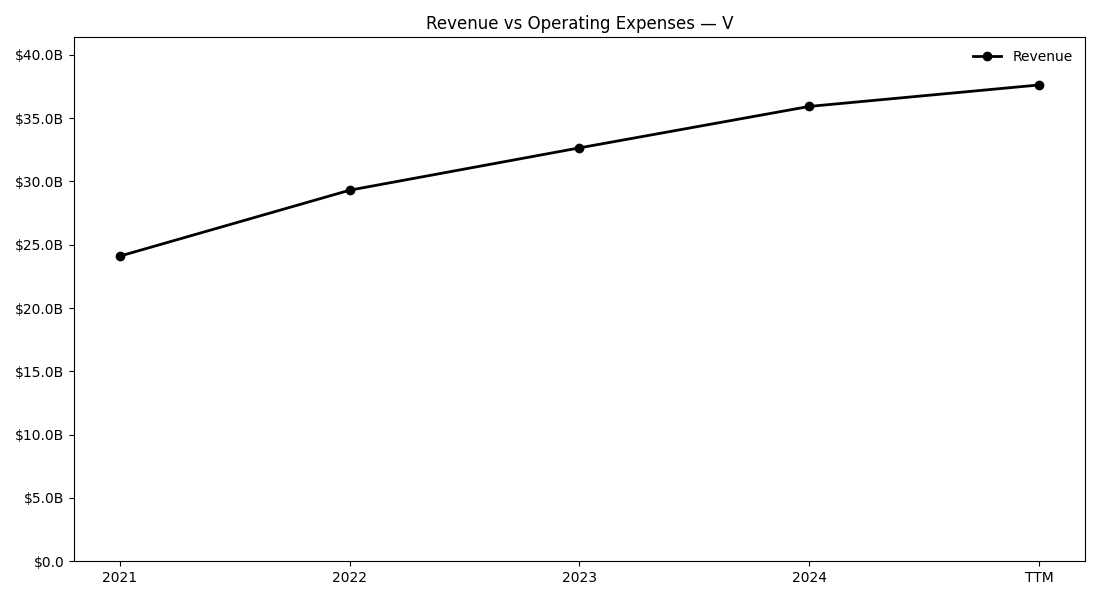 Revenue vs Operating Expenses — V
$40.0B
$35.0B
$30.0B
$25.0B
$20.0B
$15.0B
$10.0B
$5.0B
$0.0
Revenue
2021 2022 2023 2024 TTM